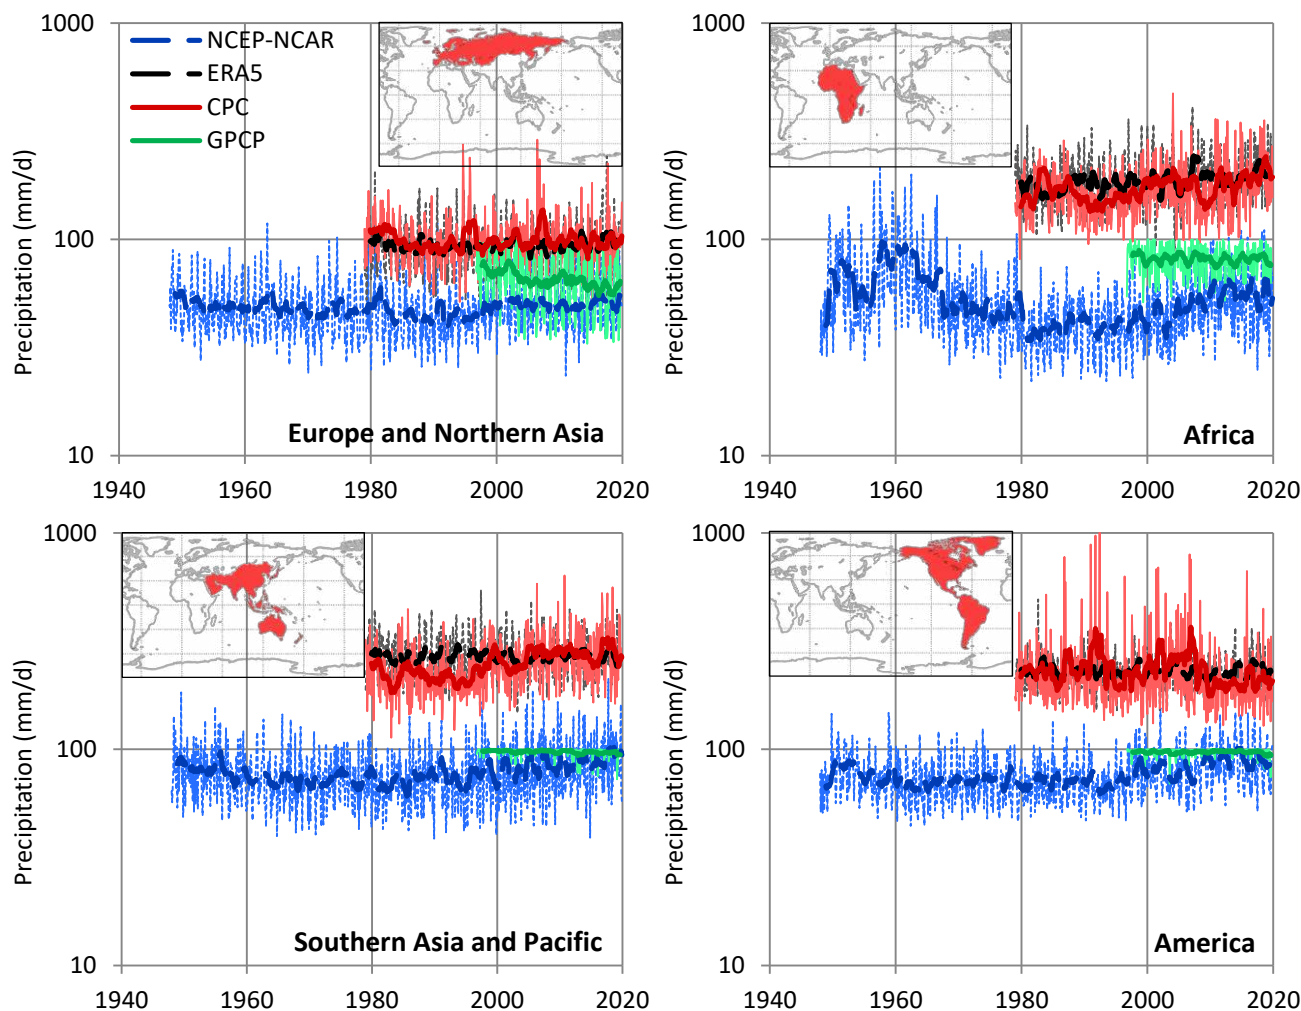 1000
100
10
Precipitation (mm/d)
NCEP-NCAR
ERA5
CPC
GPCP
Europe and Northern Asia
1940 1960 1980 2000 2020
1000
100
10
Precipitation (mm/d)
Africa
1940 1960 1980 2000 2020
1000
100
10
Precipitation (mm/d)
Southern Asia and Pacific
1940 1960 1980 2000 2020
1000
100
10
Precipitation (mm/d)
America
1940 1960 1980 2000 2020